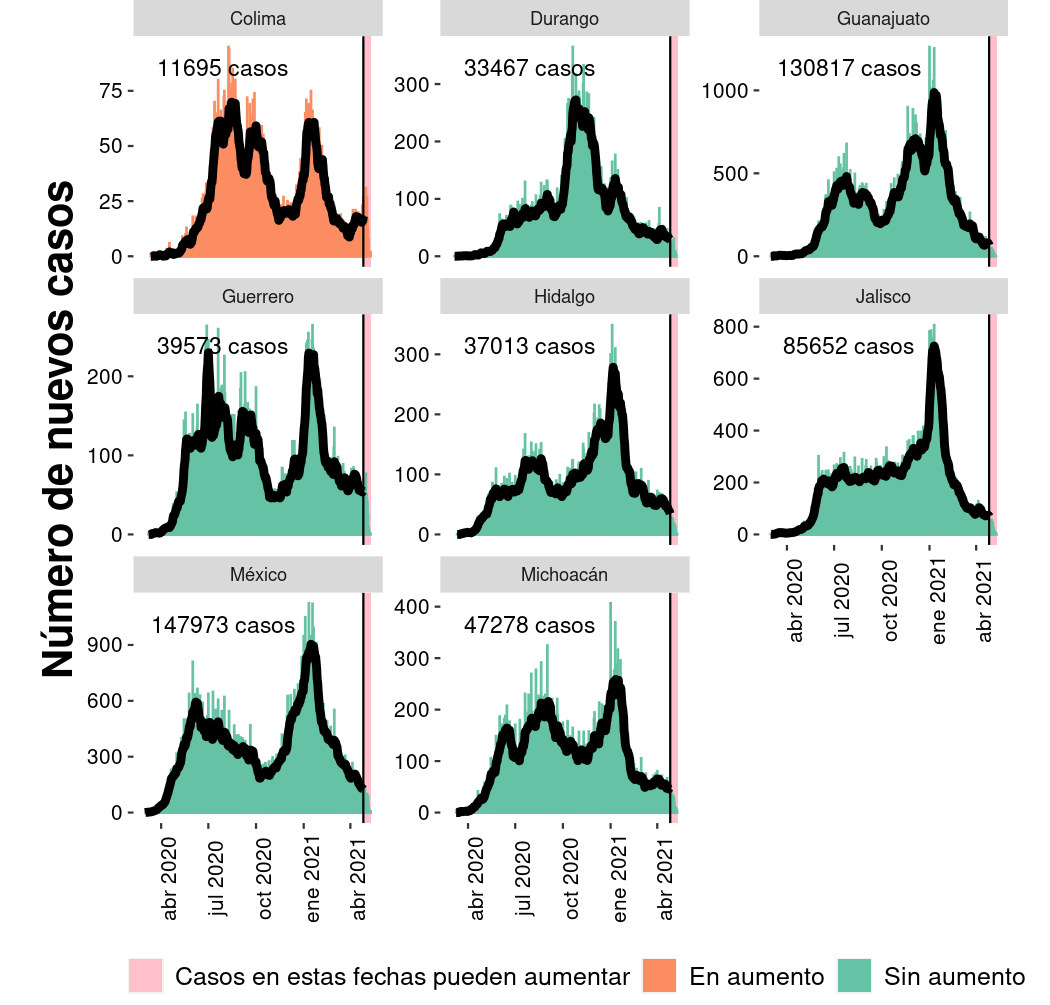 Número de nuevos casos
Colima
11695 casos
75
50
25
0
Durango
33467 casos
300
200
100
0
Guanajuato
130817 casos
1000
500
0
Guerrero
39573 casos
200
100
0
Hidalgo
37013 casos
300
200
100
0
Jalisco
85652 casos
800
600
400
200
0
abr 2020
jul 2020
oct 2020
ene 2021
abr 2021
México
147973 casos
900
600
300
0
abr 2020
jul 2020
oct 2020
ene 2021
abr 2021
Michoacán
47278 casos
400
300
200
100
0
abr 2020
jul 2020
oct 2020
ene 2021
abr 2021
Casos en estas fechas pueden aumentar
En aumento
Sin aumento